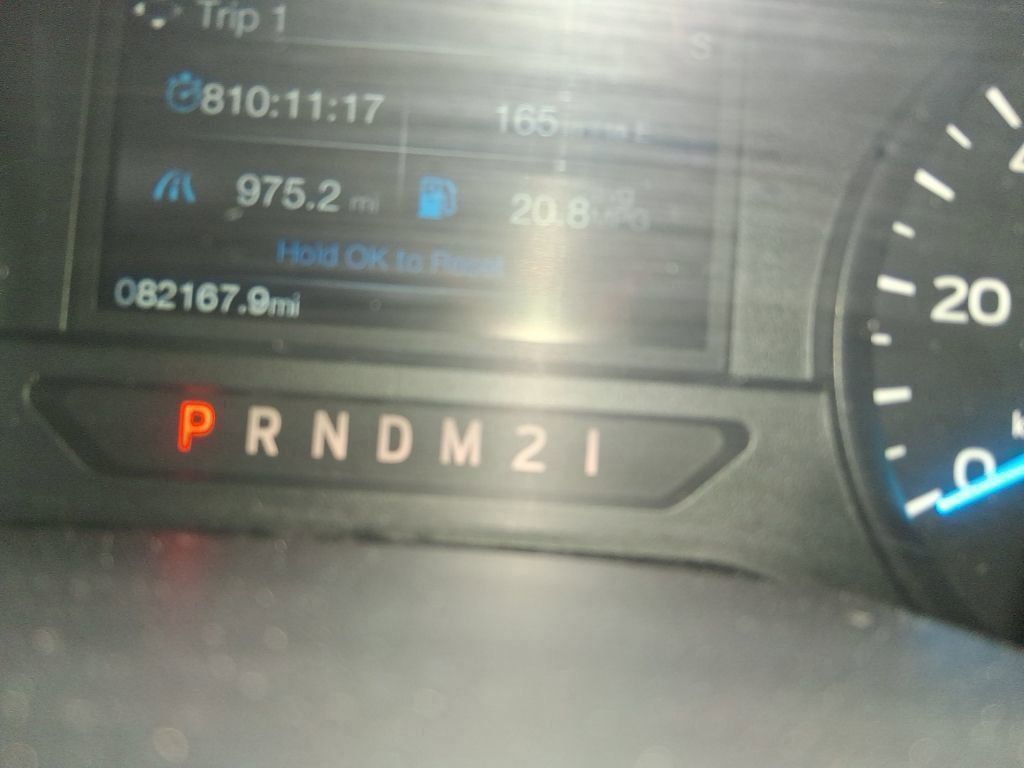 Trip 1
810:11:17
165
975.2 mi
20.8 MPG
Hold OK to Reset
082167.9mi
P R N D M 2 1
20
0